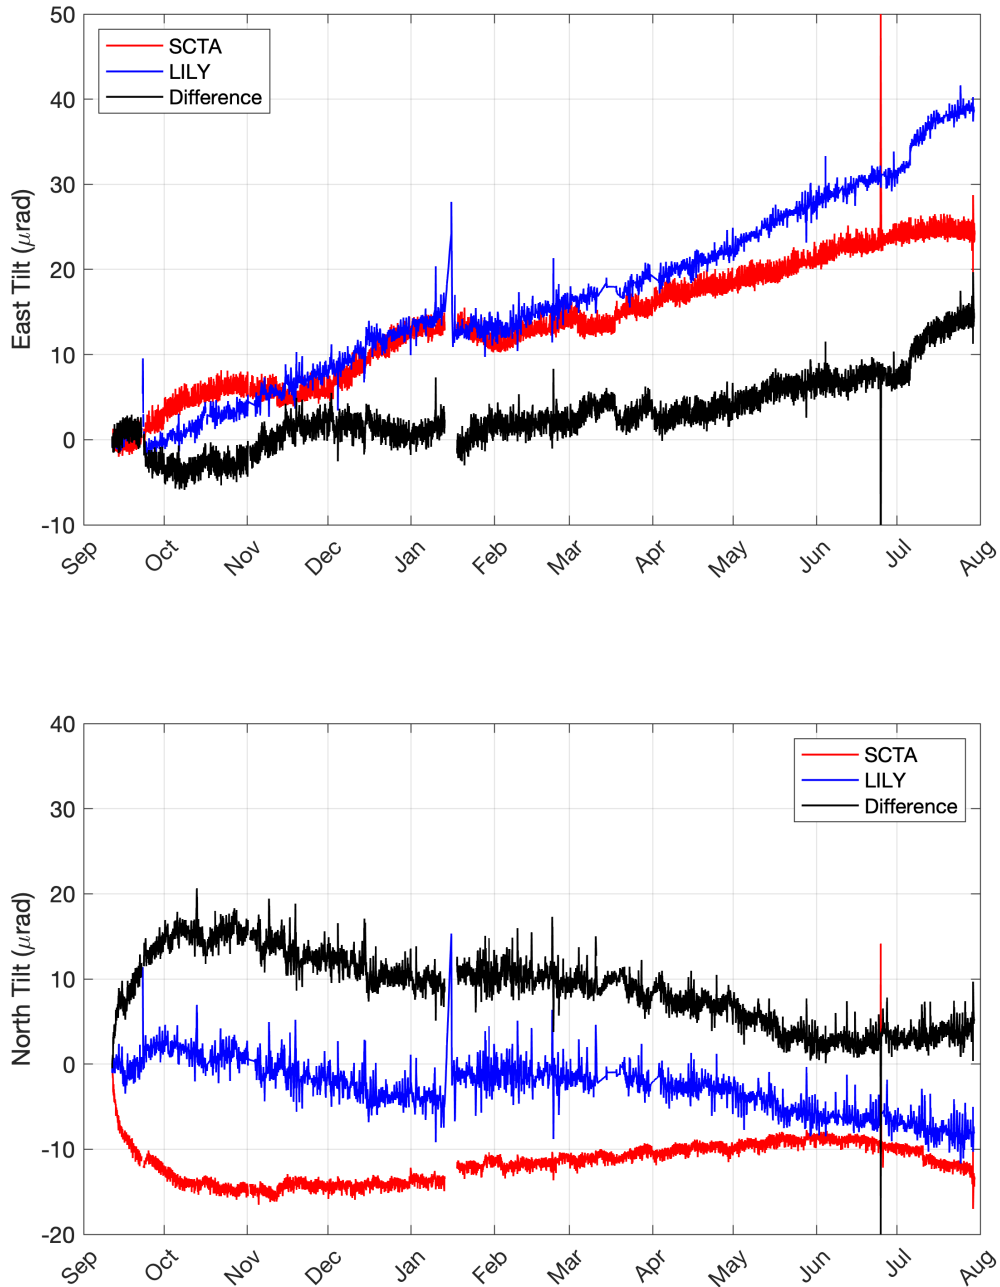 50
40
30
20
10
0
-10
East Tilt (μrad)
SCTA
LILY
Difference
Sep
Oct
Nov
Dec
Jan
Feb
Mar
Apr
May
Jun
Jul
Aug
40
30
20
10
0
-10
-20
North Tilt (μrad)
SCTA
LILY
Difference
Sep
Oct
Nov
Dec
Jan
Feb
Mar
Apr
May
Jun
Jul
Aug